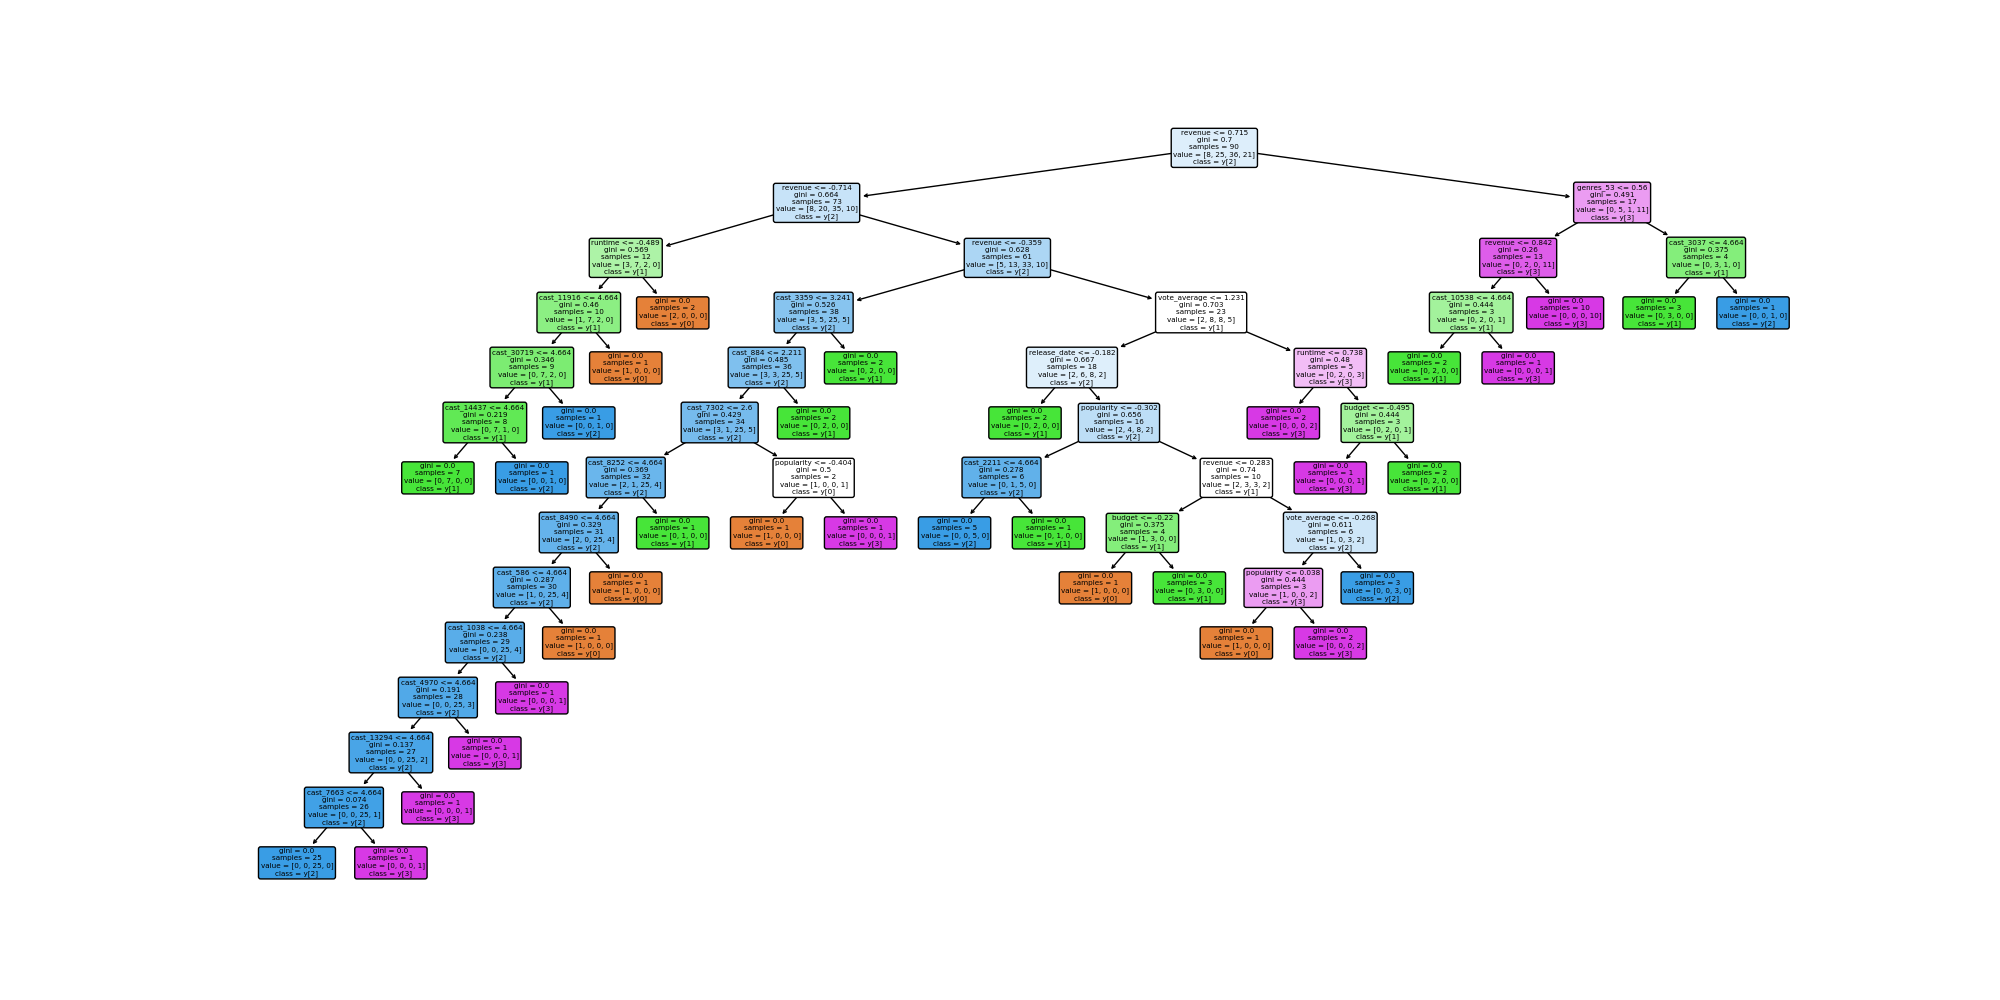 revenue <= 0.715
gini = 0.7
samples = 90
value = [8, 25, 36, 21]
class = y[2]
revenue <= -0.714
gini = 0.664
samples = 73
value = [8, 20, 35, 10]
class = y[2]
genres_53 <= 0.56
gini = 0.491
samples = 17
value = [0, 5, 1, 11]
class = y[3]
runtime <= -0.489
gini = 0.569
samples = 12
value = [3, 7, 2, 0]
class = y[1]
revenue <= -0.359
gini = 0.628
samples = 61
value = [5, 13, 33, 10]
class = y[2]
revenue <= 0.842
gini = 0.26
samples = 13
value = [0, 2, 0, 11]
class = y[3]
cast_3037 <= 4.664
gini = 0.375
samples = 4
value = [0, 3, 1, 0]
class = y[1]
cast_11916 <= 4.664
gini = 0.46
samples = 10
value = [1, 7, 2, 0]
class = y[1]
gini = 0.0
samples = 2
value = [2, 0, 0, 0]
class = y[0]
cast_3359 <= 3.241
gini = 0.526
samples = 38
value = [3, 5, 25, 5]
class = y[2]
vote_average <= 1.231
gini = 0.703
samples = 23
value = [2, 8, 8, 5]
class = y[1]
cast_10538 <= 4.664
gini = 0.444
samples = 3
value = [0, 2, 0, 1]
class = y[1]
gini = 0.0
samples = 10
value = [0, 0, 0, 10]
class = y[3]
gini = 0.0
samples = 3
value = [0, 3, 0, 0]
class = y[1]
gini = 0.0
samples = 1
value = [0, 0, 1, 0]
class = y[2]
cast_30719 <= 4.664
gini = 0.346
samples = 9
value = [0, 7, 2, 0]
class = y[1]
gini = 0.0
samples = 1
value = [1, 0, 0, 0]
class = y[0]
cast_884 <= 2.211
gini = 0.485
samples = 36
value = [3, 3, 25, 5]
class = y[2]
gini = 0.0
samples = 2
value = [0, 2, 0, 0]
class = y[1]
release_date <= -0.182
gini = 0.667
samples = 18
value = [2, 6, 8, 2]
class = y[2]
runtime <= 0.738
gini = 0.48
samples = 5
value = [0, 2, 0, 3]
class = y[3]
gini = 0.0
samples = 2
value = [0, 2, 0, 0]
class = y[1]
gini = 0.0
samples = 1
value = [0, 0, 0, 1]
class = y[3]
cast_14437 <= 4.664
gini = 0.219
samples = 8
value = [0, 7, 1, 0]
class = y[1]
gini = 0.0
samples = 1
value = [0, 0, 1, 0]
class = y[2]
cast_7302 <= 2.6
gini = 0.429
samples = 34
value = [3, 1, 25, 5]
class = y[2]
gini = 0.0
samples = 2
value = [0, 2, 0, 0]
class = y[1]
gini = 0.0
samples = 2
value = [0, 2, 0, 0]
class = y[1]
popularity <= -0.302
gini = 0.656
samples = 16
value = [2, 4, 8, 2]
class = y[2]
gini = 0.0
samples = 2
value = [0, 0, 0, 2]
class = y[3]
budget <= -0.495
gini = 0.444
samples = 3
value = [0, 2, 0, 1]
class = y[1]
gini = 0.0
samples = 7
value = [0, 7, 0, 0]
class = y[1]
gini = 0.0
samples = 1
value = [0, 0, 1, 0]
class = y[2]
cast_8252 <= 4.664
gini = 0.369
samples = 32
value = [2, 1, 25, 4]
class = y[2]
popularity <= -0.404
gini = 0.5
samples = 2
value = [1, 0, 0, 1]
class = y[0]
cast_2211 <= 4.664
gini = 0.278
samples = 6
value = [0, 1, 5, 0]
class = y[2]
revenue <= 0.283
gini = 0.74
samples = 10
value = [2, 3, 3, 2]
class = y[1]
gini = 0.0
samples = 1
value = [0, 0, 0, 1]
class = y[3]
gini = 0.0
samples = 2
value = [0, 2, 0, 0]
class = y[1]
cast_8490 <= 4.664
gini = 0.329
samples = 31
value = [2, 0, 25, 4]
class = y[2]
gini = 0.0
samples = 1
value = [0, 1, 0, 0]
class = y[1]
gini = 0.0
samples = 1
value = [1, 0, 0, 0]
class = y[0]
gini = 0.0
samples = 1
value = [0, 0, 0, 1]
class = y[3]
gini = 0.0
samples = 5
value = [0, 0, 5, 0]
class = y[2]
gini = 0.0
samples = 1
value = [0, 1, 0, 0]
class = y[1]
budget <= -0.22
gini = 0.375
samples = 4
value = [1, 3, 0, 0]
class = y[1]
vote_average <= -0.268
gini = 0.611
samples = 6
value = [1, 0, 3, 2]
class = y[2]
cast_586 <= 4.664
gini = 0.287
samples = 30
value = [1, 0, 25, 4]
class = y[2]
gini = 0.0
samples = 1
value = [1, 0, 0, 0]
class = y[0]
gini = 0.0
samples = 1
value = [1, 0, 0, 0]
class = y[0]
gini = 0.0
samples = 3
value = [0, 3, 0, 0]
class = y[1]
popularity <= 0.038
gini = 0.444
samples = 3
value = [1, 0, 0, 2]
class = y[3]
gini = 0.0
samples = 3
value = [0, 0, 3, 0]
class = y[2]
cast_1038 <= 4.664
gini = 0.238
samples = 29
value = [0, 0, 25, 4]
class = y[2]
gini = 0.0
samples = 1
value = [1, 0, 0, 0]
class = y[0]
gini = 0.0
samples = 1
value = [1, 0, 0, 0]
class = y[0]
gini = 0.0
samples = 2
value = [0, 0, 0, 2]
class = y[3]
cast_4970 <= 4.664
gini = 0.191
samples = 28
value = [0, 0, 25, 3]
class = y[2]
gini = 0.0
samples = 1
value = [0, 0, 0, 1]
class = y[3]
cast_13294 <= 4.664
gini = 0.137
samples = 27
value = [0, 0, 25, 2]
class = y[2]
gini = 0.0
samples = 1
value = [0, 0, 0, 1]
class = y[3]
cast_7663 <= 4.664
gini = 0.074
samples = 26
value = [0, 0, 25, 1]
class = y[2]
gini = 0.0
samples = 1
value = [0, 0, 0, 1]
class = y[3]
gini = 0.0
samples = 25
value = [0, 0, 25, 0]
class = y[2]
gini = 0.0
samples = 1
value = [0, 0, 0, 1]
class = y[3]